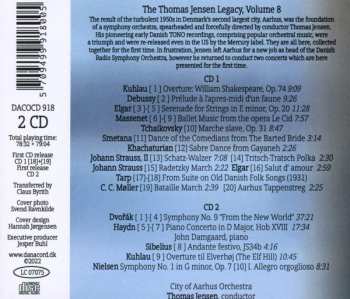 The Thomas Jensen Legacy, Volume 8
The result of the turbulent 1930s in Denmark's second largest city, Aarhus, was the foundation
of a symphony orchestra, spearheaded and forcefully directed by conductor Thomas Jensen.
His pioneering early Danish TONO recordings, comprising popular orchestral music, were
a triumph and were released even in the US by the Mercury label. They are all here, collected
together for the first time. In frustration, Jensen left Aarhus for a new job as head of the Danish
Radio Symphony Orchestra, however he returned to conduct two concerts which are here
presented for the first time.
5 709499 918005
DACOCD 918
2 CD
Total playing time:
78:32 + 79:04
First CD release
CD 1 [18]-[19]
First release
CD 2
Transferred by
Claus Byrith
Cover photo
Svend Ravnkilde
Cover design
Hannah Jørgensen
Executive producer
Jesper Buhl
www.danacord.dk
©2022
LC 07075
CD 1
Kuhlau [ 1 ] Overture: William Shakespeare, Op. 74 9:09
Debussy [ 2 ] Prélude à l'apres-midi d'un faune 9:26
Elgar [ 3-5 ] Serenade for Strings in E minor, Op. 20 11:28
Massenet [ 6-9 ] Ballet Music from the opera Le Cid 7:57
Tchaikovsky [10] Marche slave, Op. 31 8:47
Smetana [11] Dance of the Comedians from The Barted Bride 3:14
Khachaturian [12] Sabre Dance from Gayaneh 2:26
Johann Strauss, II [13] Schatz-Walzer 7:08 [14] Tritsch-Tratsch Polka 2:30
Johann Strauss [15] Radetzky March 2:21 Elgar [16] Salut d' amour 2:59
Tarp [17]-[18] From Suite on Old Danish Folk Songs (1931)
C. C. Møller [19] Bataille March 2:39 [20] Aarhus Tappenstreg 2:25
CD 2
Dvořák [ 1 ]-[ 4 ] Symphony No. 9 "From the New World" 37:21
Haydn [ 5 ]-[ 7 ] Piano Concerto in D Major, Hob XVIII 17:34
John Damgaard, piano
Sibelius [ 8 ] Andante festivo, JS34b 4:16
Kuhlau [ 9 ] Overture to Elverhøj (The Elf Hill) 10:45
Nielsen Symphony No. 1 in G minor, Op. 7 [10] I. Allegro orgoglioso 8:31
City of Aarhus Orchestra
Thomas Jensen, conductor